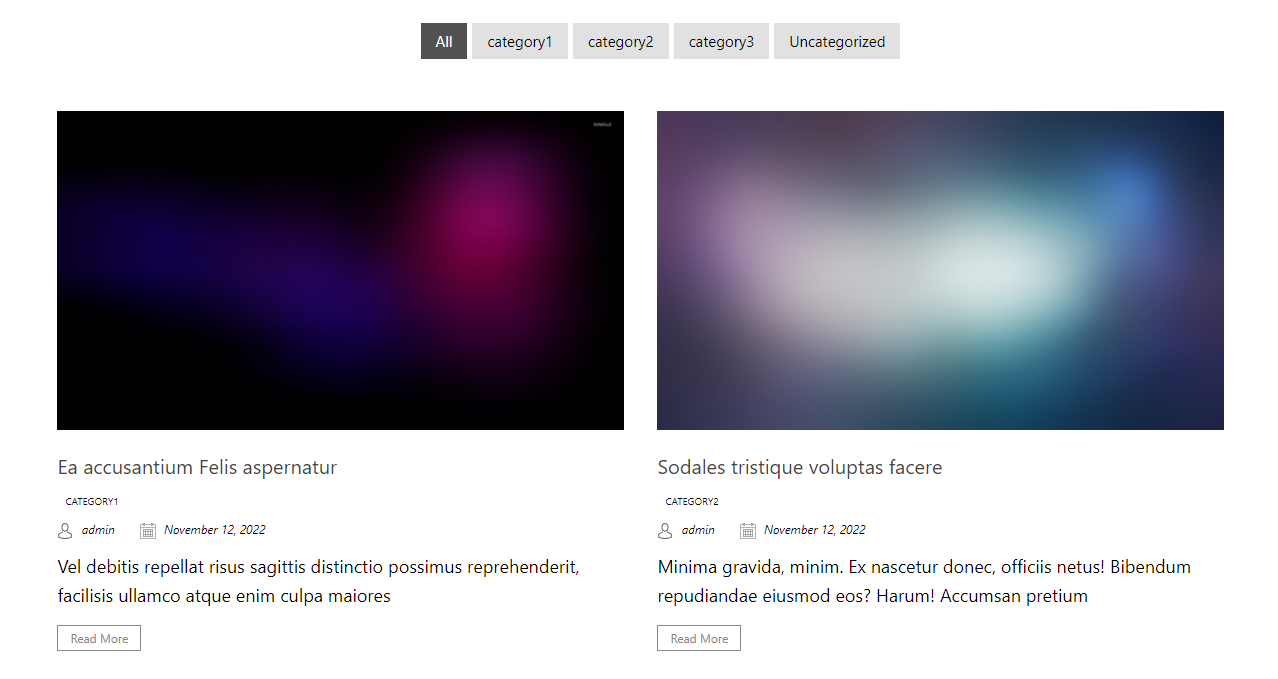 All
category1
category2
category3
Uncategorized
Ea accusantium Felis aspernatur
CATEGORY1
admin November 12, 2022
Vel debitis repellat risus sagittis distinctio possimus reprehenderit,
facilisis ullamco atque enim culpa maiores
Read More
Sodales tristique voluptas facere
CATEGORY2
admin November 12, 2022
Minima gravida, minim. Ex nascetur donec, officiis netus! Bibendum
repudiandae eiusmod eos? Harum! Accumsan pretium
Read More